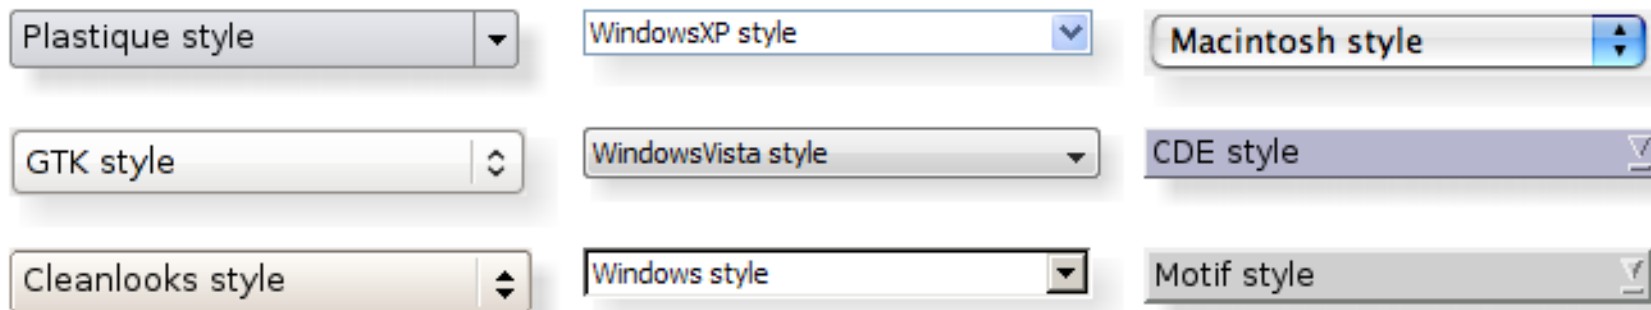 Plastique style
WindowsXP style
Macintosh style
GTK style
WindowsVista style
CDE style
Cleanlooks style
Windows style
Motif style